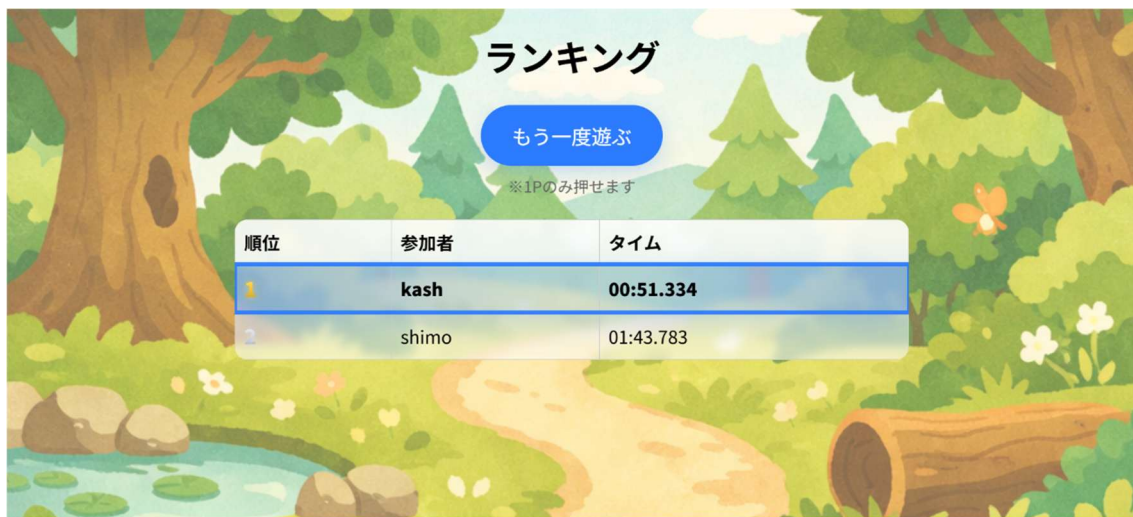 ランキング
もう一度遊ぶ
※1Pのみ押せます
順位 参加者 タイム
1 kash 00:51.334
2 shimo 01:43.783